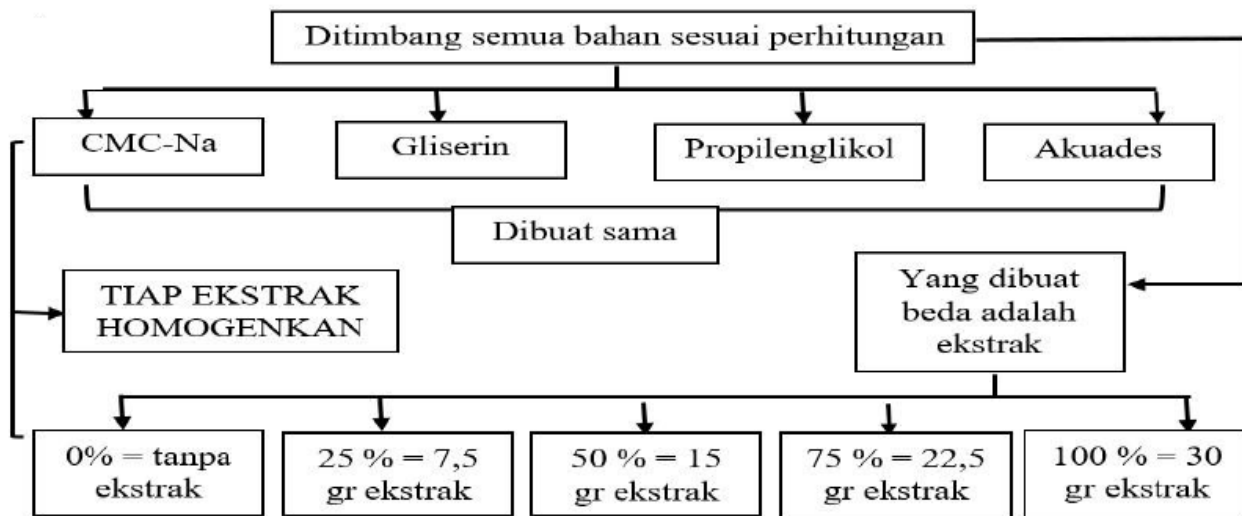 Ditimbang semua bahan sesuai perhitungan
CMC-Na
Gliserin
Propilenglikol
Akuades
Dibuat sama
TIAP EKSTRAK
HOMOGENKAN
Yang dibuat
beda adalah
ekstrak
0% = tanpa
ekstrak
25 % = 7,5
gr ekstrak
50 % = 15
gr ekstrak
75 % = 22,5
gr ekstrak
100 % = 30
gr ekstrak